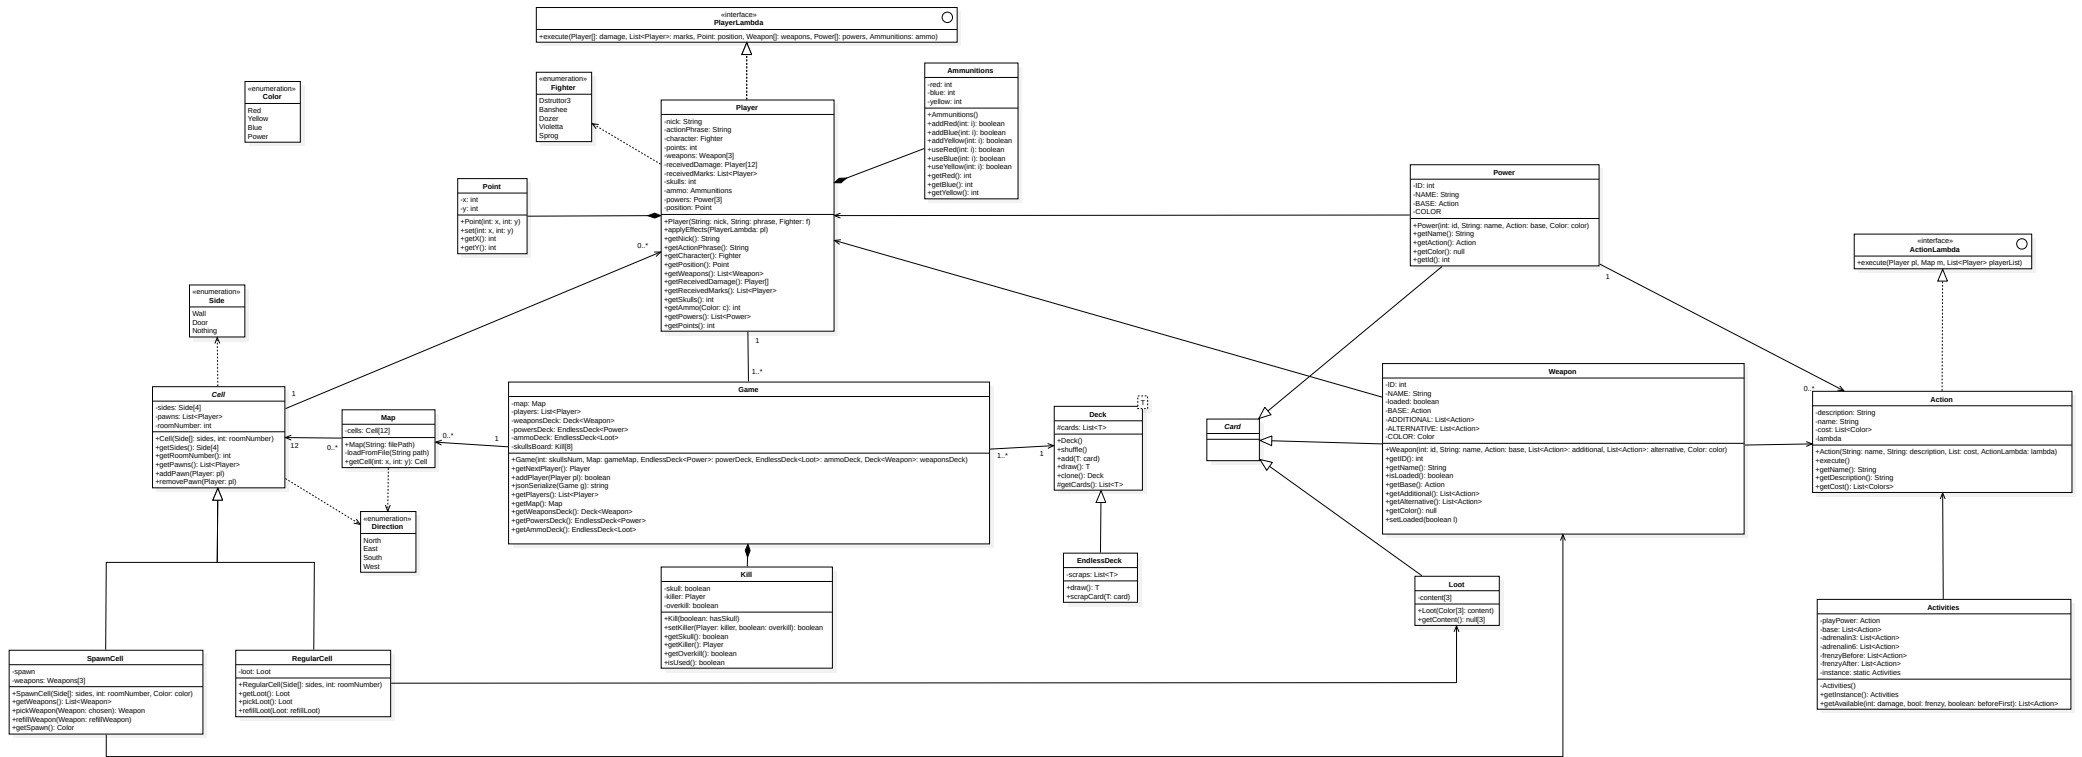 «interface»
PlayerLambda
+execute(Player[]: damage, List<Player>: marks, Point: position, Weapon[]: weapons, Power[]: powers, Ammunitions: ammo)
«enumeration»
Color
Red
Yellow
Blue
Power
«enumeration»
Fighter
Dstruttor3
Banshee
Dozer
Violetta
Sprog
Ammunitions
-red: int
-blue: int
-yellow: int
+Ammunitions()
+addRed(int: i): boolean
+addBlue(int: i): boolean
+addYellow(int: i): boolean
+useRed(int: i): boolean
+useBlue(int: i): boolean
+useYellow(int: i): boolean
+getRed(): int
+getBlue(): int
+getYellow(): int
Player
-nick: String
-actionPhrase: String
-character: Fighter
-points: int
-weapons: Weapon[3]
-receivedDamage: Player[12]
-receivedMarks: List<Player>
-skulls: int
-ammo: Ammunitions
-powers: Power[3]
-position: Point
+Player(String: nick, String: phrase, Fighter: f)
+applyEffects(PlayerLambda: pl)
+getNick(): String
+getActionPhrase(): String
+getCharacter(): Fighter
+getPosition(): Point
+getWeapons(): List<Weapon>
+getReceivedDamage(): Player[]
+getReceivedMarks(): List<Player>
+getSkulls(): int
+getAmmo(Color: c): int
+getPowers(): List<Power>
+getPoints(): int
Point
-x: int
-y: int
+Point(int: x, int: y)
+set(int: x, int: y)
+getX(): int
+getY(): int
0..*
Power
-ID: int
-NAME: String
-BASE: Action
-COLOR
+Power(int: id, String: name, Action: base, Color: color)
+getName(): String
+getAction(): Action
+getColor(): null
+getId(): int
1
«interface»
ActionLambda
+execute(Player pl, Map m, List<Player> playerList)
«enumeration»
Side
Wall
Door
Nothing
1
1..*
1
Cell
-sides: Side[4]
-pawns: List<Player>
-roomNumber: int
+Cell(Side[]: sides, int: roomNumber)
+getSides(): Side[4]
+getRoomNumber(): int
+getPawns(): List<Player>
+addPawn(Player: pl)
+removePawn(Player: pl)
12
0..*
Map
-cells: Cell[12]
+Map(String: filePath)
-loadFromFile(String path)
+getCell(int: x, int: y): Cell
0..*
1
Game
-map: Map
-players: List<Player>
-weaponsDeck: Deck<Weapon>
-powersDeck: EndlessDeck<Power>
-ammoDeck: EndlessDeck<Loot>
-skullsBoard: Kill[8]
+Game(int: skullsNum, Map: gameMap, EndlessDeck<Power>: powerDeck, EndlessDeck<Loot>: ammoDeck, Deck<Weapon>: weaponsDeck)
+getNextPlayer(): Player
+addPlayer(Player pl): boolean
+jsonSerialize(Game g): string
+getPlayers(): List<Player>
+getMap(): Map
+getWeaponsDeck(): Deck<Weapon>
+getPowersDeck(): EndlessDeck<Power>
+getAmmoDeck(): EndlessDeck<Loot>
1..*
1
T
Deck
#cards: List<T>
+Deck()
+shuffle()
+add(T: card)
+draw(): T
+clone(): Deck
#getCards(): List<T>
Card
Weapon
-ID: int
-NAME: String
-loaded: boolean
-BASE: Action
-ADDITIONAL: List<Action>
-ALTERNATIVE: List<Action>
-COLOR: Color
+Weapon(int: id, String: name, Action: base, List<Action>: additional, List<Action>: alternative, Color: color)
+getID(): int
+getName(): String
+isLoaded(): boolean
+getBase(): Action
+getAdditional(): List<Action>
+getAlternative(): List<Action>
+getColor(): null
+setLoaded(boolean l)
0..*
Action
-description: String
-name: String
-cost: List<Color>
-lambda
+Action(String: name, String: description, List: cost, ActionLambda: lambda)
+execute()
+getName(): String
+getDescription(): String
+getCost(): List<Colors>
«enumeration»
Direction
North
East
South
West
Kill
-skull: boolean
-killer: Player
-overkill: boolean
+Kill(boolean: hasSkull)
+setKiller(Player: killer, boolean: overkill): boolean
+getSkull(): boolean
+getKiller(): Player
+getOverkill(): boolean
+isUsed(): boolean
EndlessDeck
-scraps: List<T>
+draw(): T
+scrapCard(T: card)
Loot
-content[3]
+Loot(Color[3]: content)
+getContent(): null[3]
Activities
-playPower: Action
-base: List<Action>
-adrenalin3: List<Action>
-adrenalin6: List<Action>
-frenzyBefore: List<Action>
-frenzyAfter: List<Action>
-instance: static Activities
-Activities()
+getInstance(): Activities
+getAvailable(int: damage, bool: frenzy, boolean: beforeFirst): List<Action>
SpawnCell
-spawn
-weapons: Weapons[3]
+SpawnCell(Side[]: sides, int: roomNumber, Color: color)
+getWeapons(): List<Weapon>
+pickWeapon(Weapon: chosen): Weapon
+refillWeapon(Weapon: refillWeapon)
+getSpawn(): Color
RegularCell
-loot: Loot
+RegularCell(Side[]: sides, int: roomNumber)
+getLoot(): Loot
+pickLoot(): Loot
+refillLoot(Loot: refillLoot)